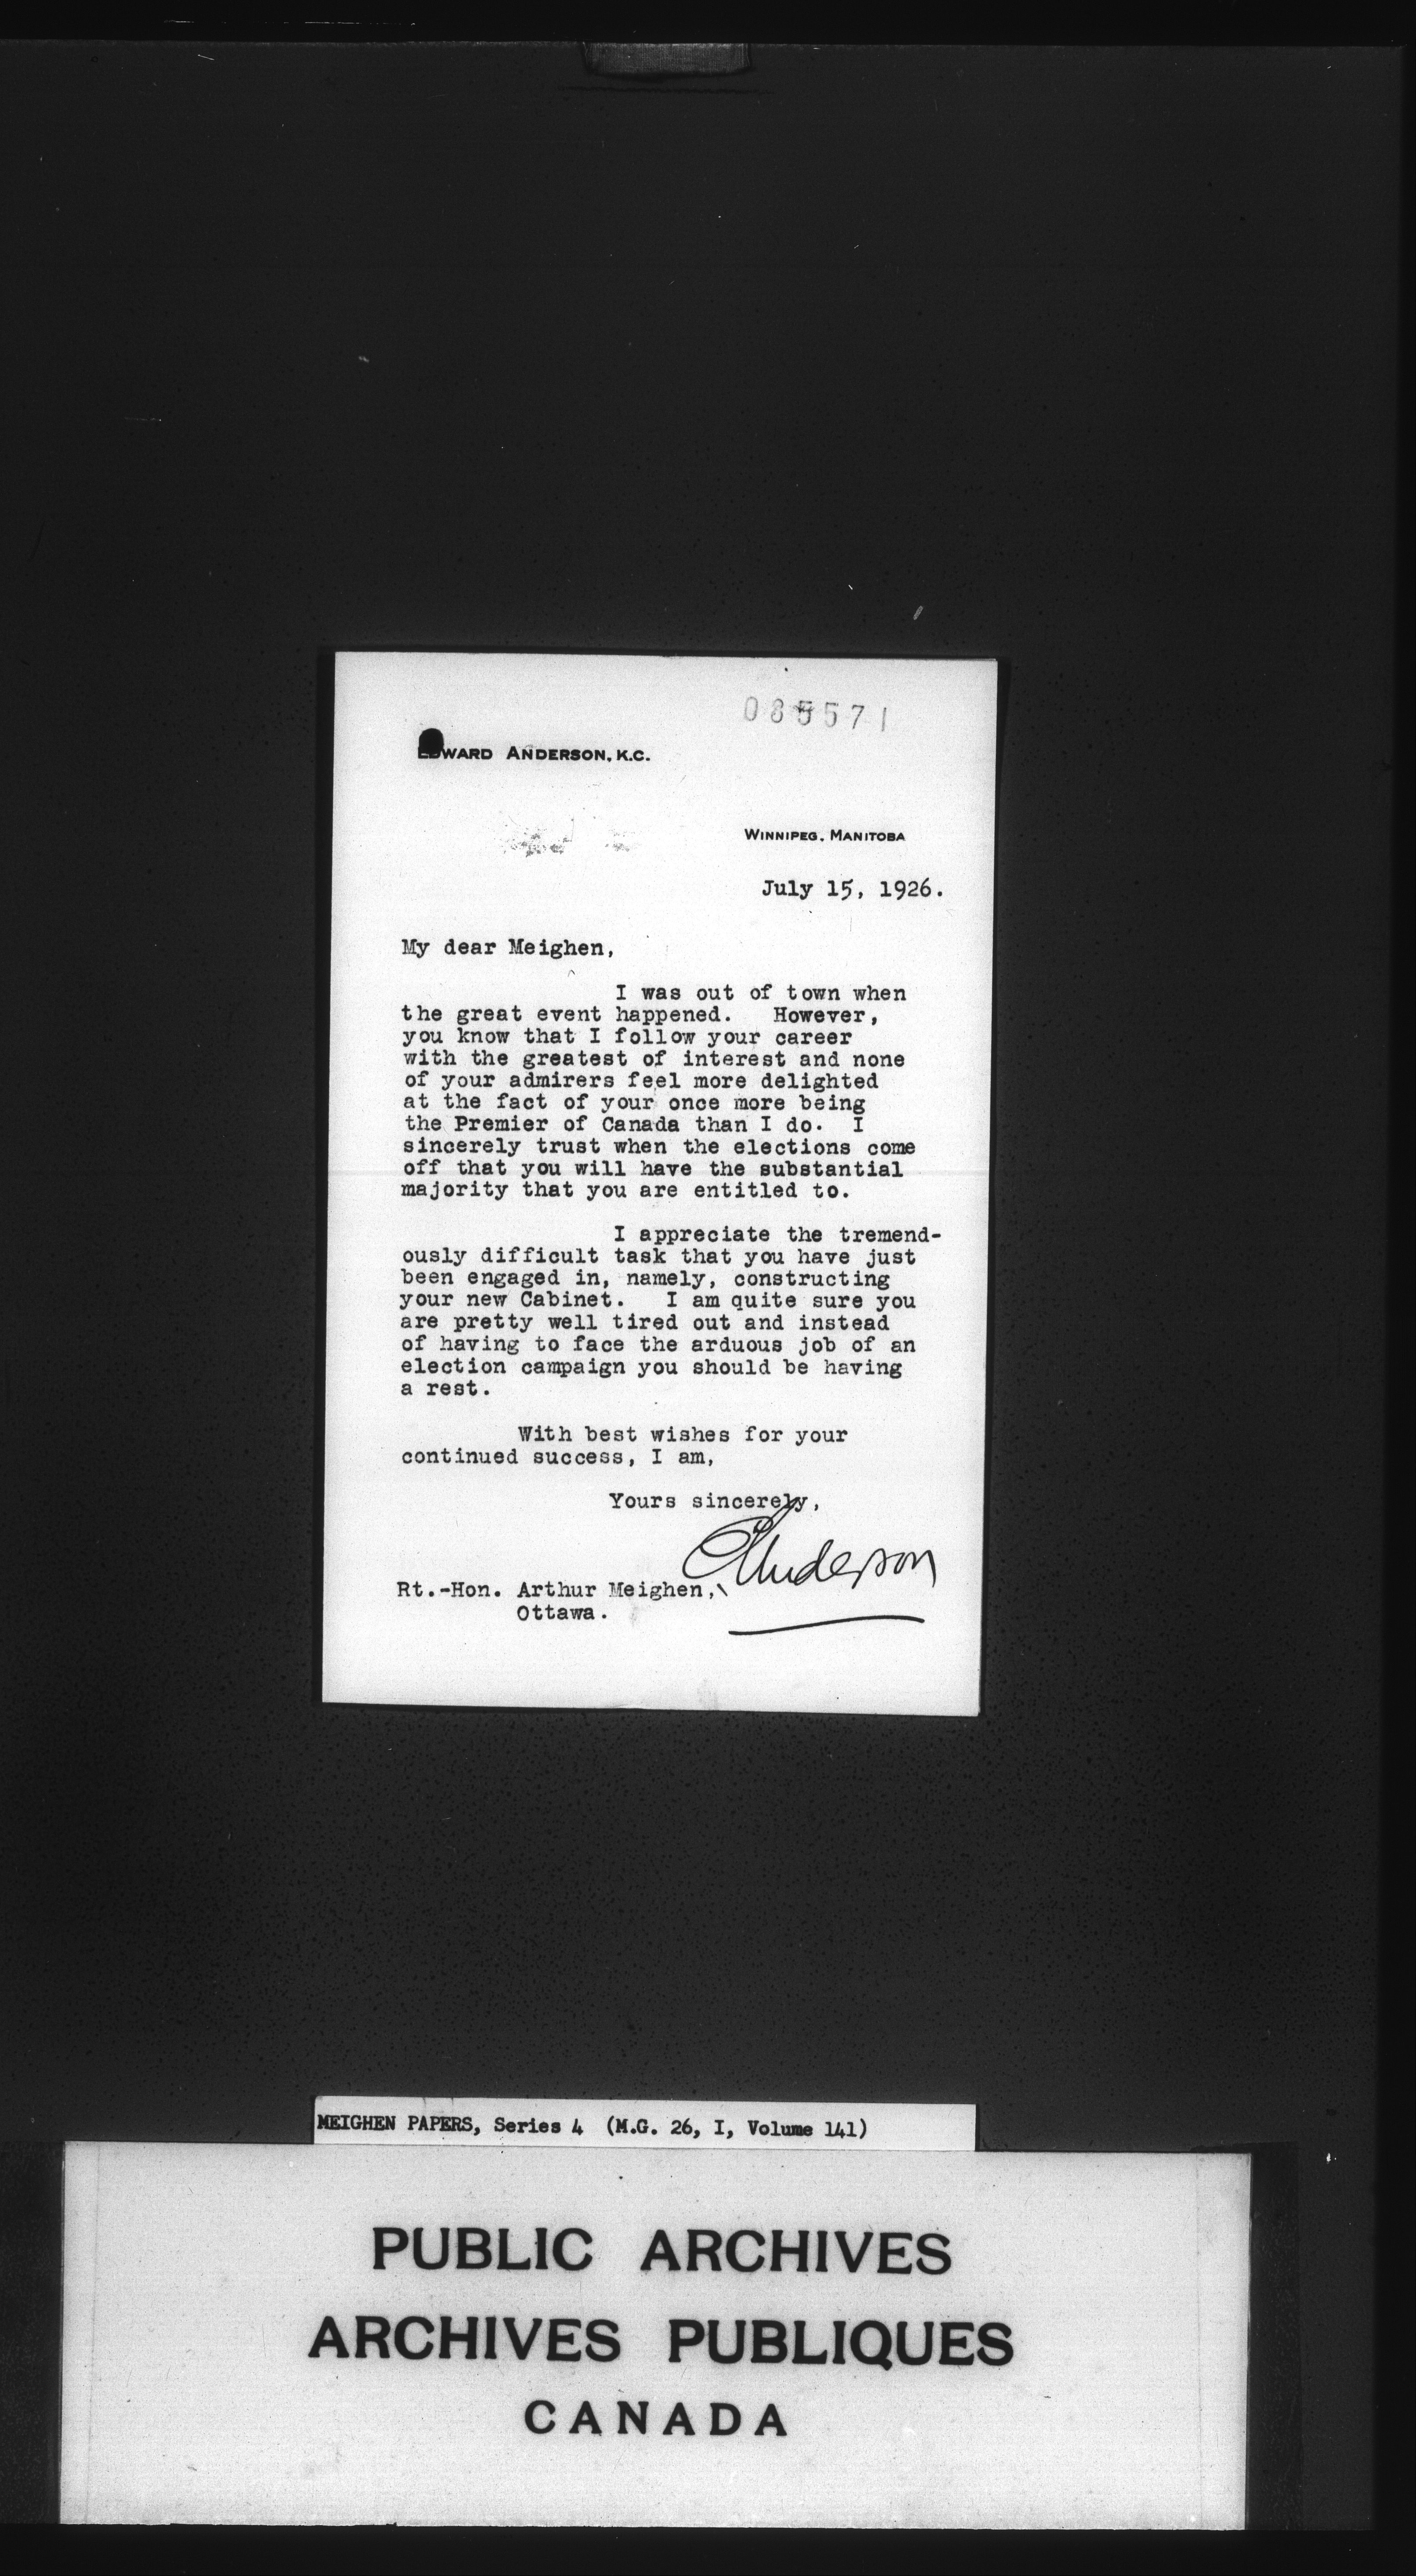 085571
EDWARD ANDERSON, K.C.
WINNIPEG, MANITOBA
July 15, 1926.
My dear Meighen,
I was out of town when
the great event happened. However,
you know that I follow your career
with the greatest of interest and none
of your admirers feel more delighted
at the fact of your once more being
the Premier of Canada than I do. I
sincerely trust when the elections come
off that you will have the substantial
majority that you are entitled to.
I appreciate the tremend-
ously difficult task that you have just
been engaged in, namely, constructing
your new Cabinet. I am quite sure you
are pretty well tired out and instead
of having to face the arduous job of an
election campaign you should be having
a rest.
With best wishes for your
continued success, I am,
Yours sincerely,
EAnderson
Rt.-Hon. Arthur Meighen,
Ottawa.
MEIGHEN PAPERS, Series 4 (M.G. 26, I, Volume 141)
PUBLIC ARCHIVES
ARCHIVES PUBLIQUES
CANADA